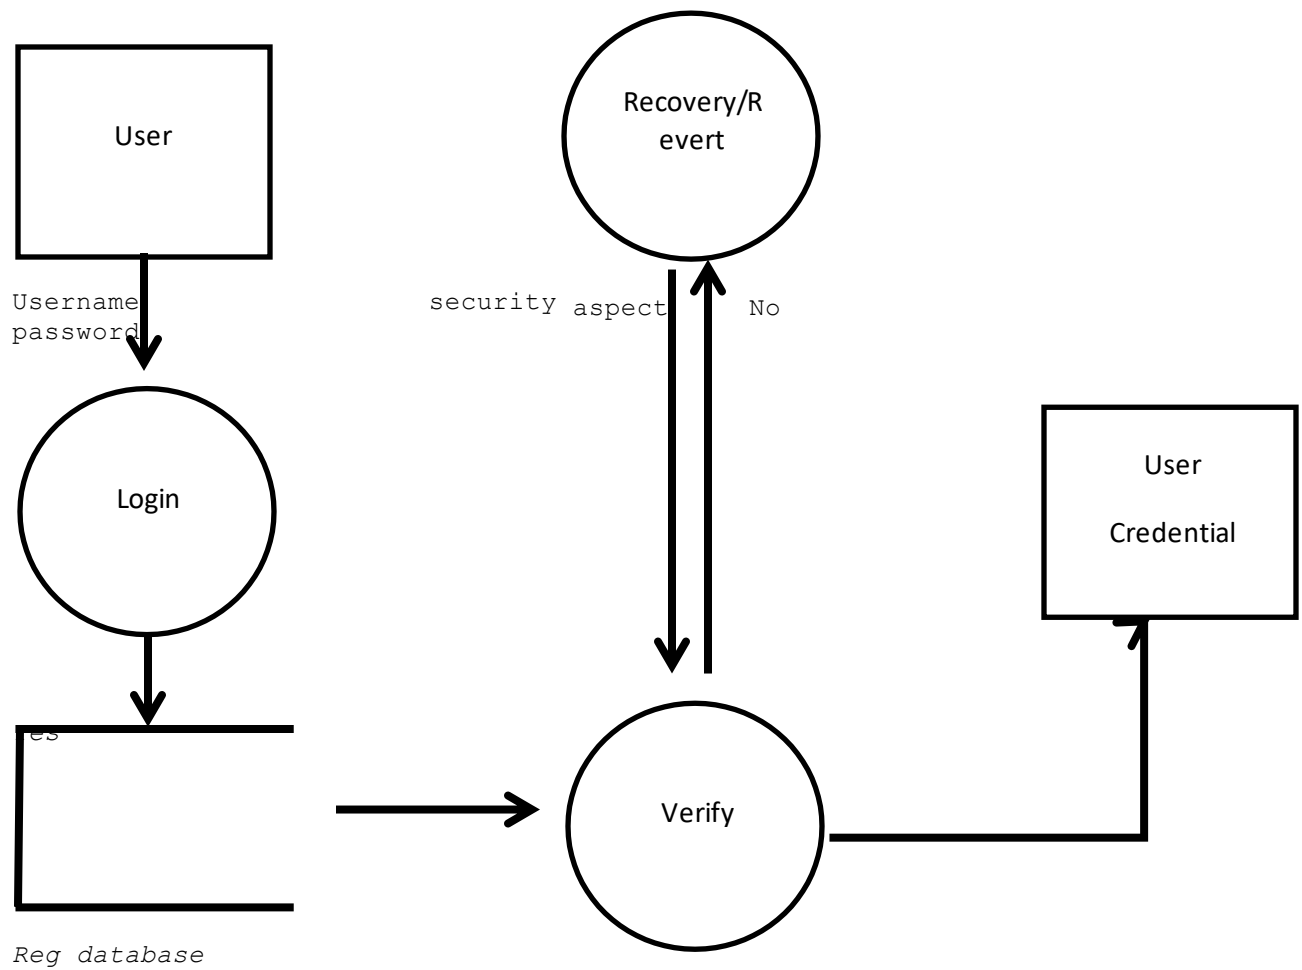 User
Recovery/R
evert
Username
password
security aspect
No
Login
User
Credential
es
Verify
Reg database